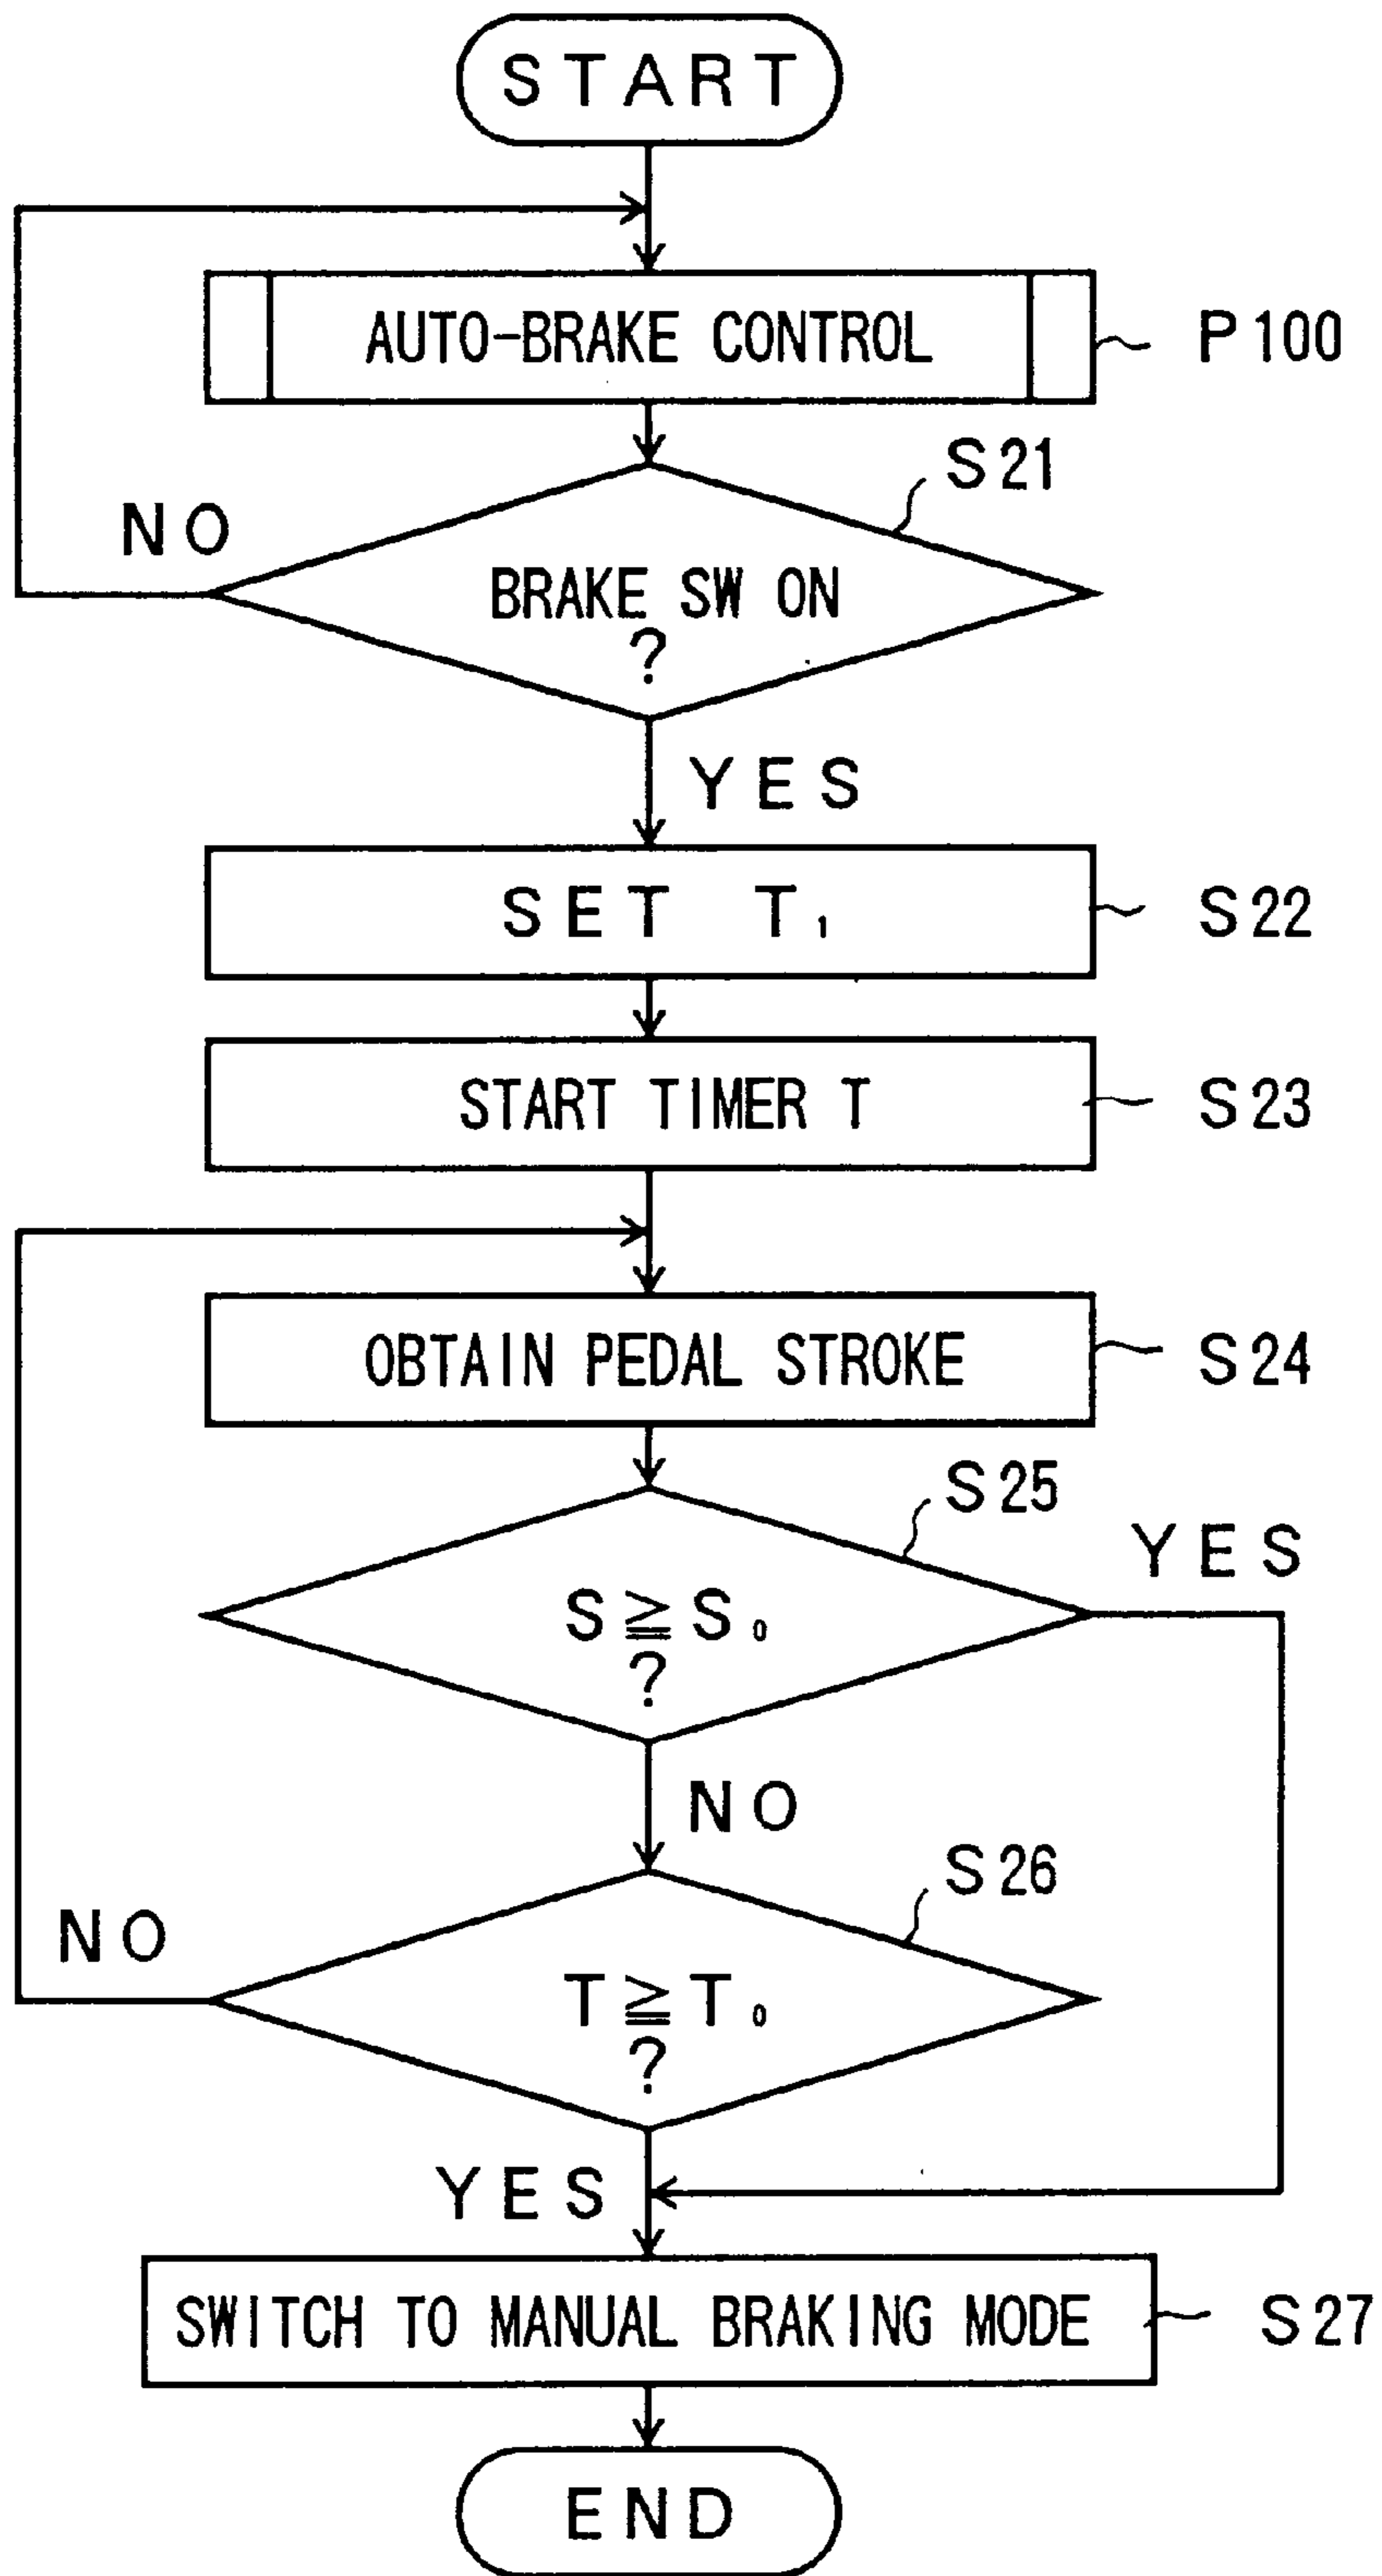 START
AUTO-BRAKE CONTROL
P100
S21
NO
BRAKE SW ON
?
YES
SET T₁
S22
START TIMER T
S23
OBTAIN PEDAL STROKE
S24
S25
YES
S≧S₀
?
NO
S26
NO
T≧T₀
?
YES
SWITCH TO MANUAL BRAKING MODE
S27
END